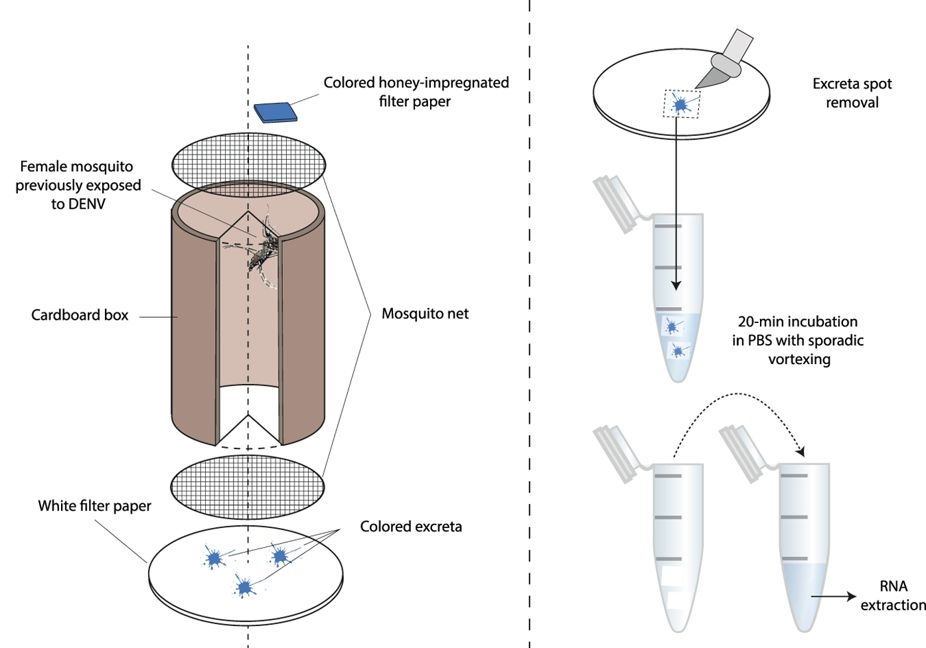 Colored honey-impregnated
filter paper
Female mosquito
previously exposed
to DENV
Cardboard box
Mosquito net
White filter paper
Colored excreta
Excreta spot
removal
20-min incubation
in PBS with sporadic
vortexing
RNA
extraction